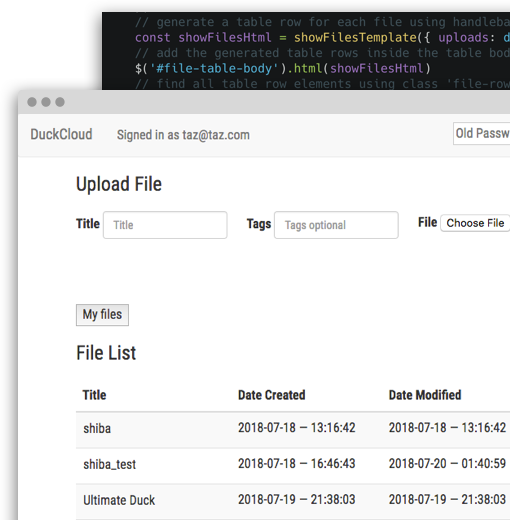 // generate a table row for each file using handleba
const showFilesHtml = showFilesTemplate({ uploads: d
// add the generated table rows inside the table bod
$('#file-table-body').html(showFilesHtml)
// find all table row elements using class 'file-row
DuckCloud Signed in as taz@taz.com Old Passw
Upload File
Title Title Tags Tags optional File Choose File
My files
File List
Title Date Created Date Modified
shiba 2018-07-18 – 13:16:42 2018-07-18 – 13:16:42
shiba_test 2018-07-18 – 16:46:43 2018-07-20 – 01:40:59
Ultimate Duck 2018-07-19 – 21:38:03 2018-07-19 – 21:38:03